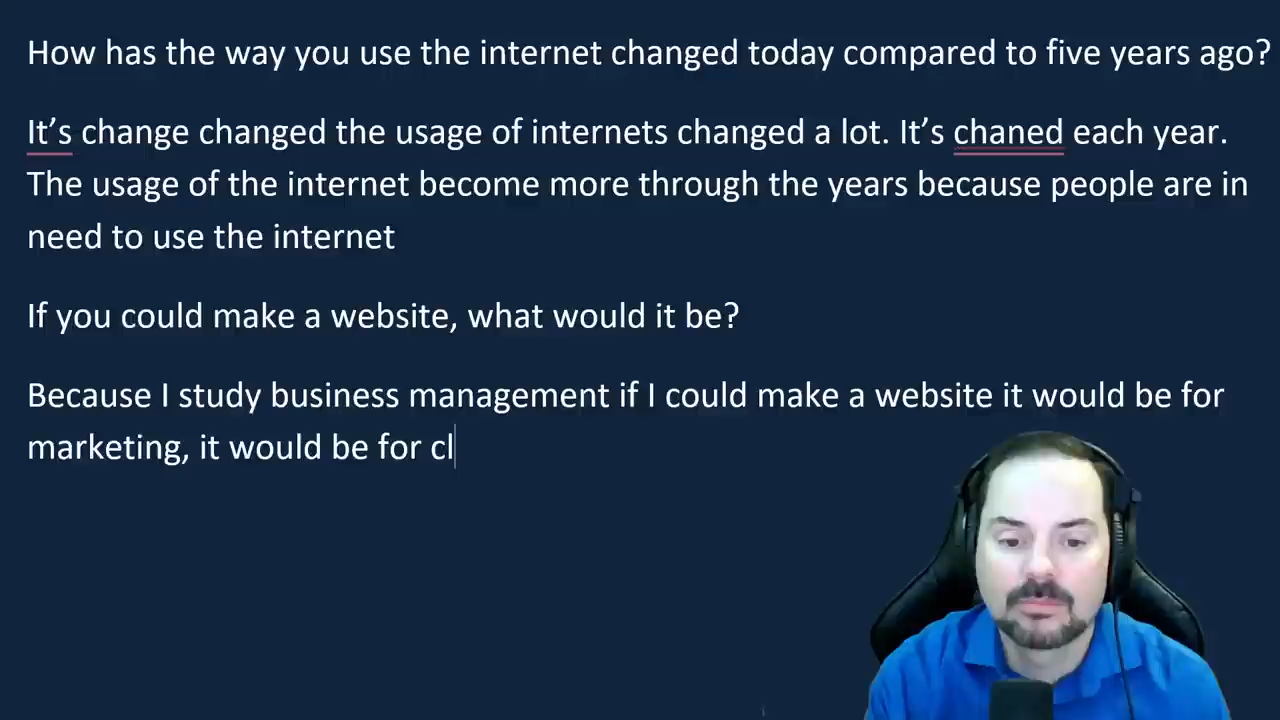 How has the way you use the internet changed today compared to five years ago?
It’s change changed the usage of internets changed a lot. It’s chaned each year.
The usage of the internet become more through the years because people are in
need to use the internet
If you could make a website, what would it be?
Because I study business management if I could make a website it would be for
marketing, it would be for cl